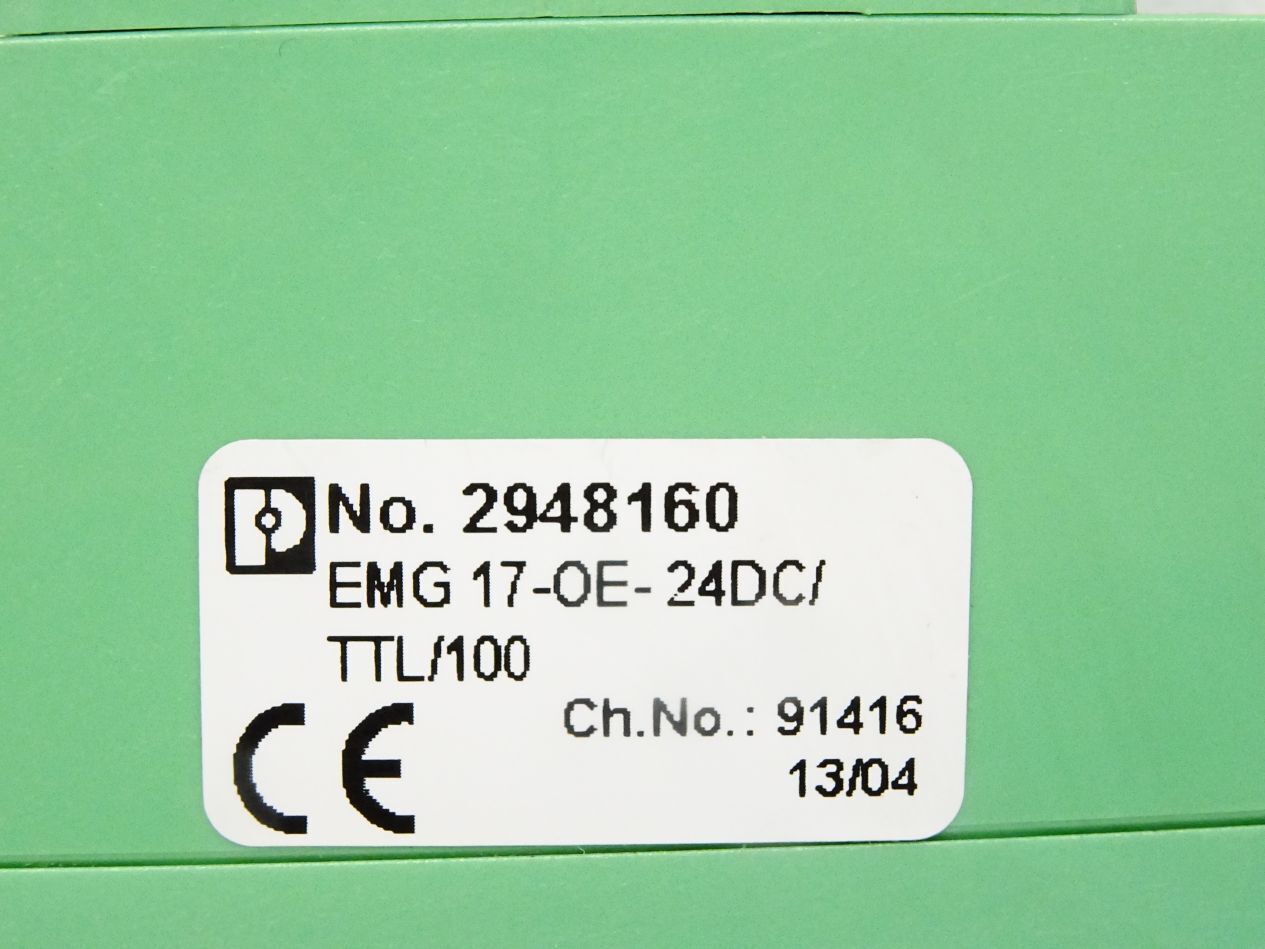 No. 2948160
EMG 17-OE- 24DC/
TTL/100
CE
Ch.No.: 91416
13/04